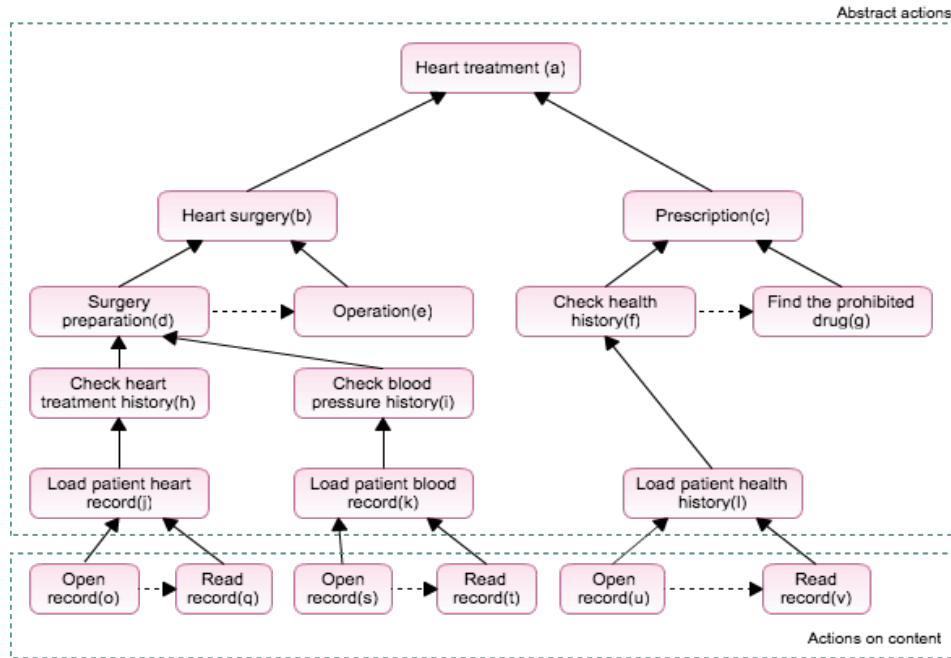 Abstract actions
Heart treatment (a)
Heart surgery(b)
Prescription(c)
Surgery
preparation(d)
Operation(e)
Check health
history(f)
Find the prohibited
drug(g)
Check heart
treatment history(h)
Check blood
pressure history(i)
Load patient heart
record(j)
Load patient blood
record(k)
Load patient health
history(l)
Open
record(o)
Read
record(q)
Open
record(s)
Read
record(t)
Open
record(u)
Read
record(v)
Actions on content